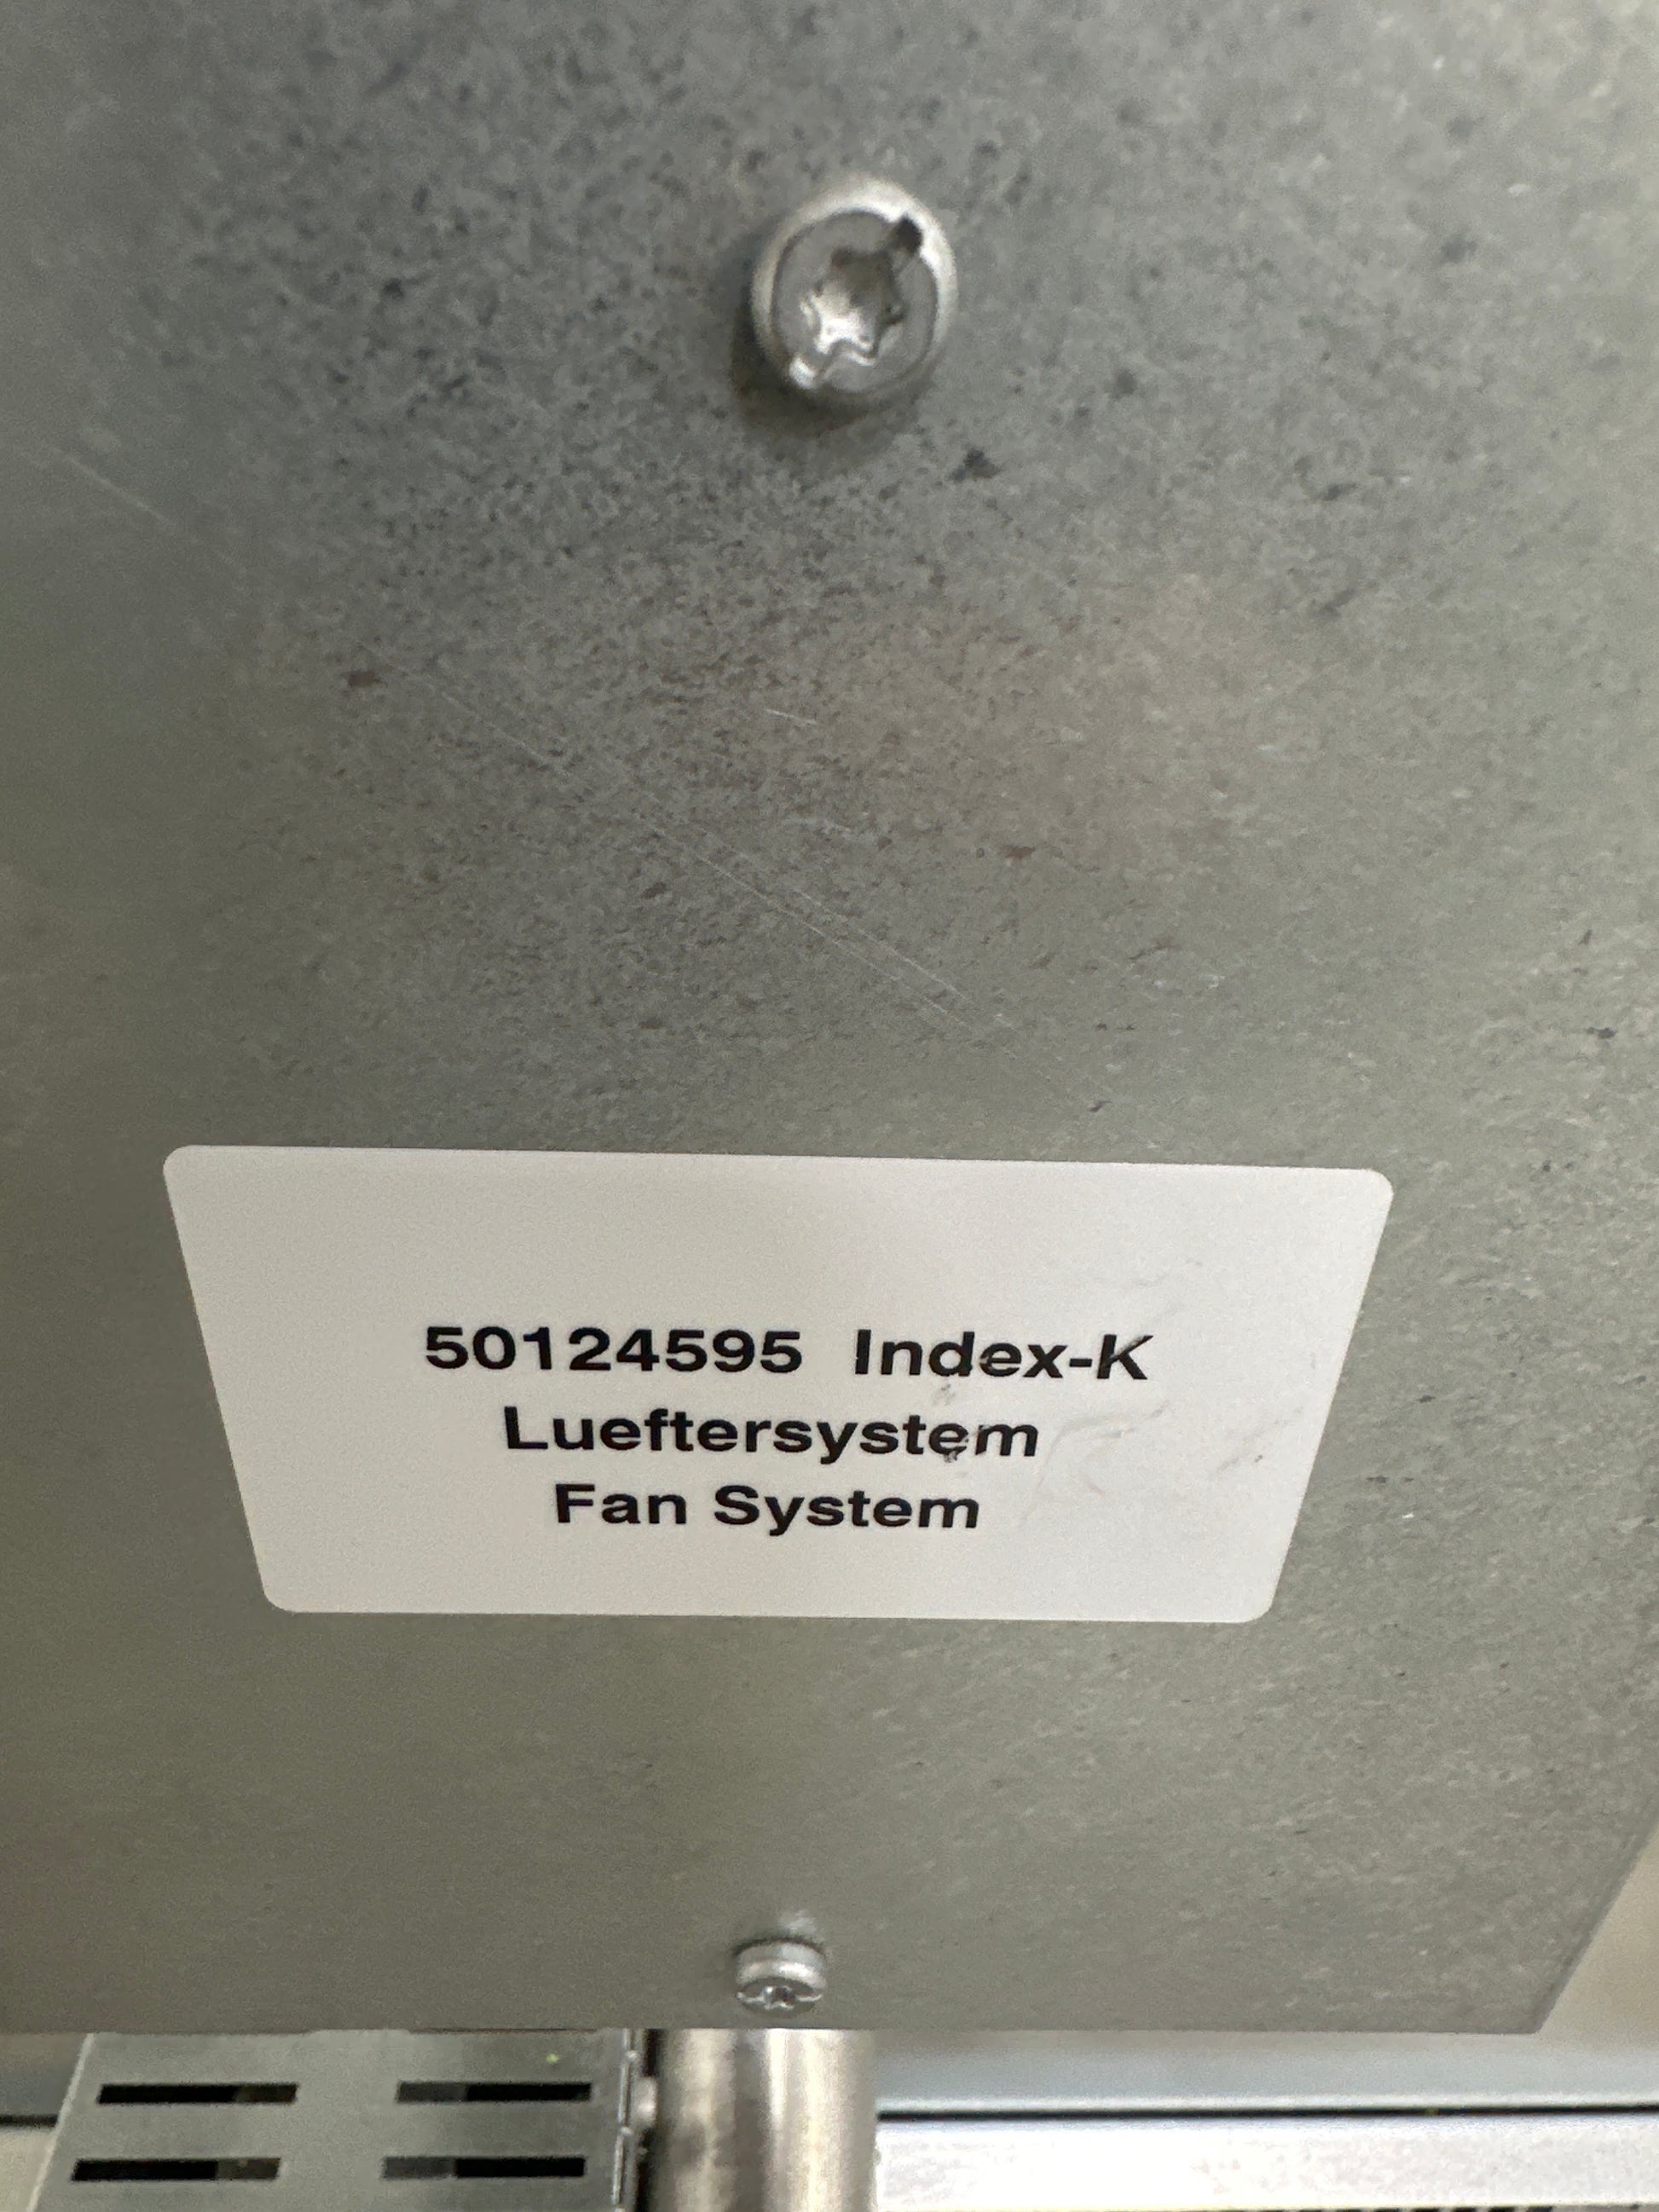 50124595 Index-K
Lueftersystem
Fan System